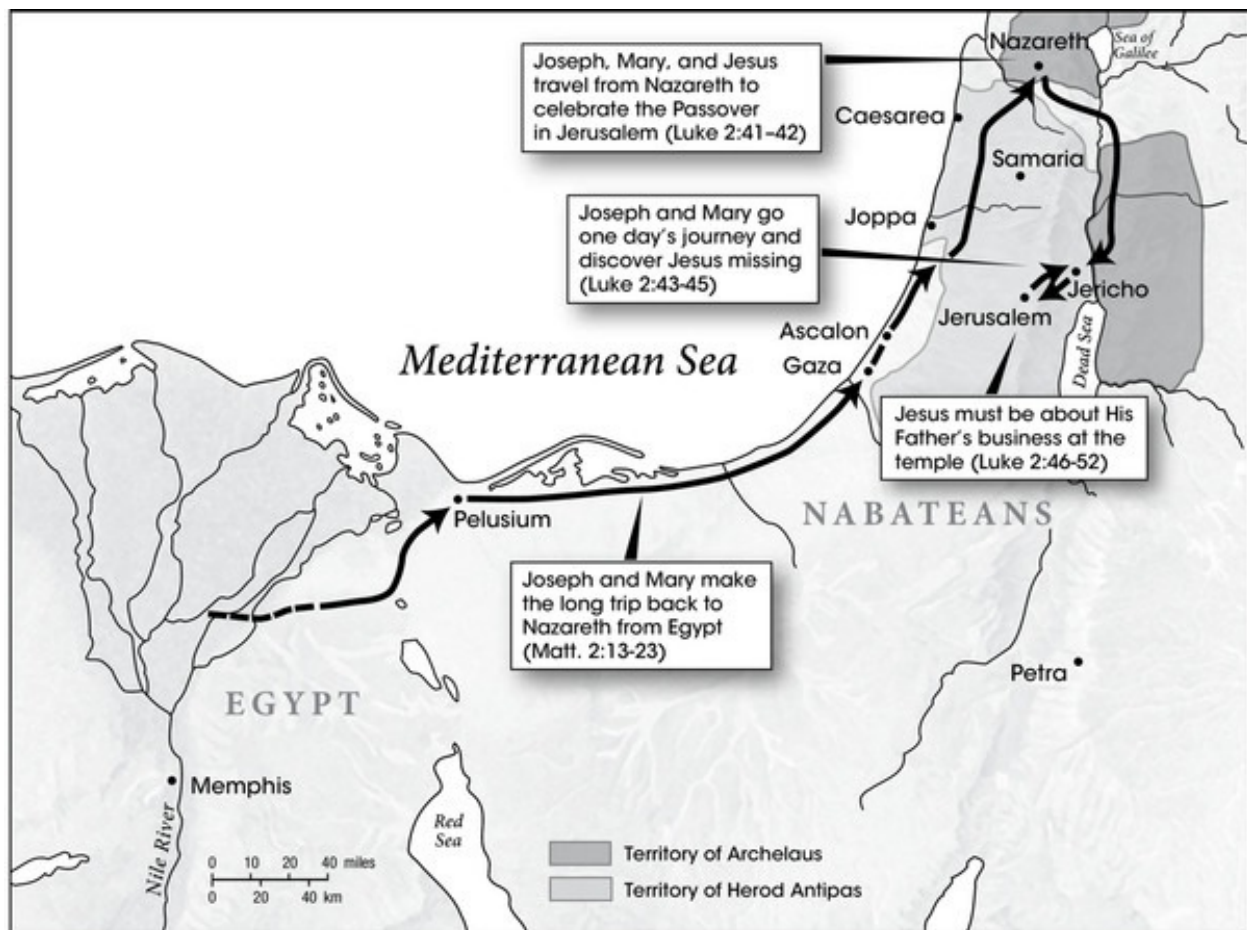 Nazareth
Sea of
Galilee
Joseph, Mary, and Jesus
travel from Nazareth to
celebrate the Passover
in Jerusalem (Luke 2:41–42)
Caesarea
Samaria
Joseph and Mary go
one day's journey and
discover Jesus missing
(Luke 2:43-45)
Joppa
Jericho
Jerusalem
Ascalon
Gaza
Mediterranean Sea
Dead Sea
Jesus must be about His
Father's business at the
temple (Luke 2:46-52)
Pelusium
NABATEANS
Joseph and Mary make
the long trip back to
Nazareth from Egypt
(Matt. 2:13-23)
Petra
EGYPT
Memphis
Nile River
Red
Sea
0 10 20 40 miles
0 20 40 km
Territory of Archelaus
Territory of Herod Antipas